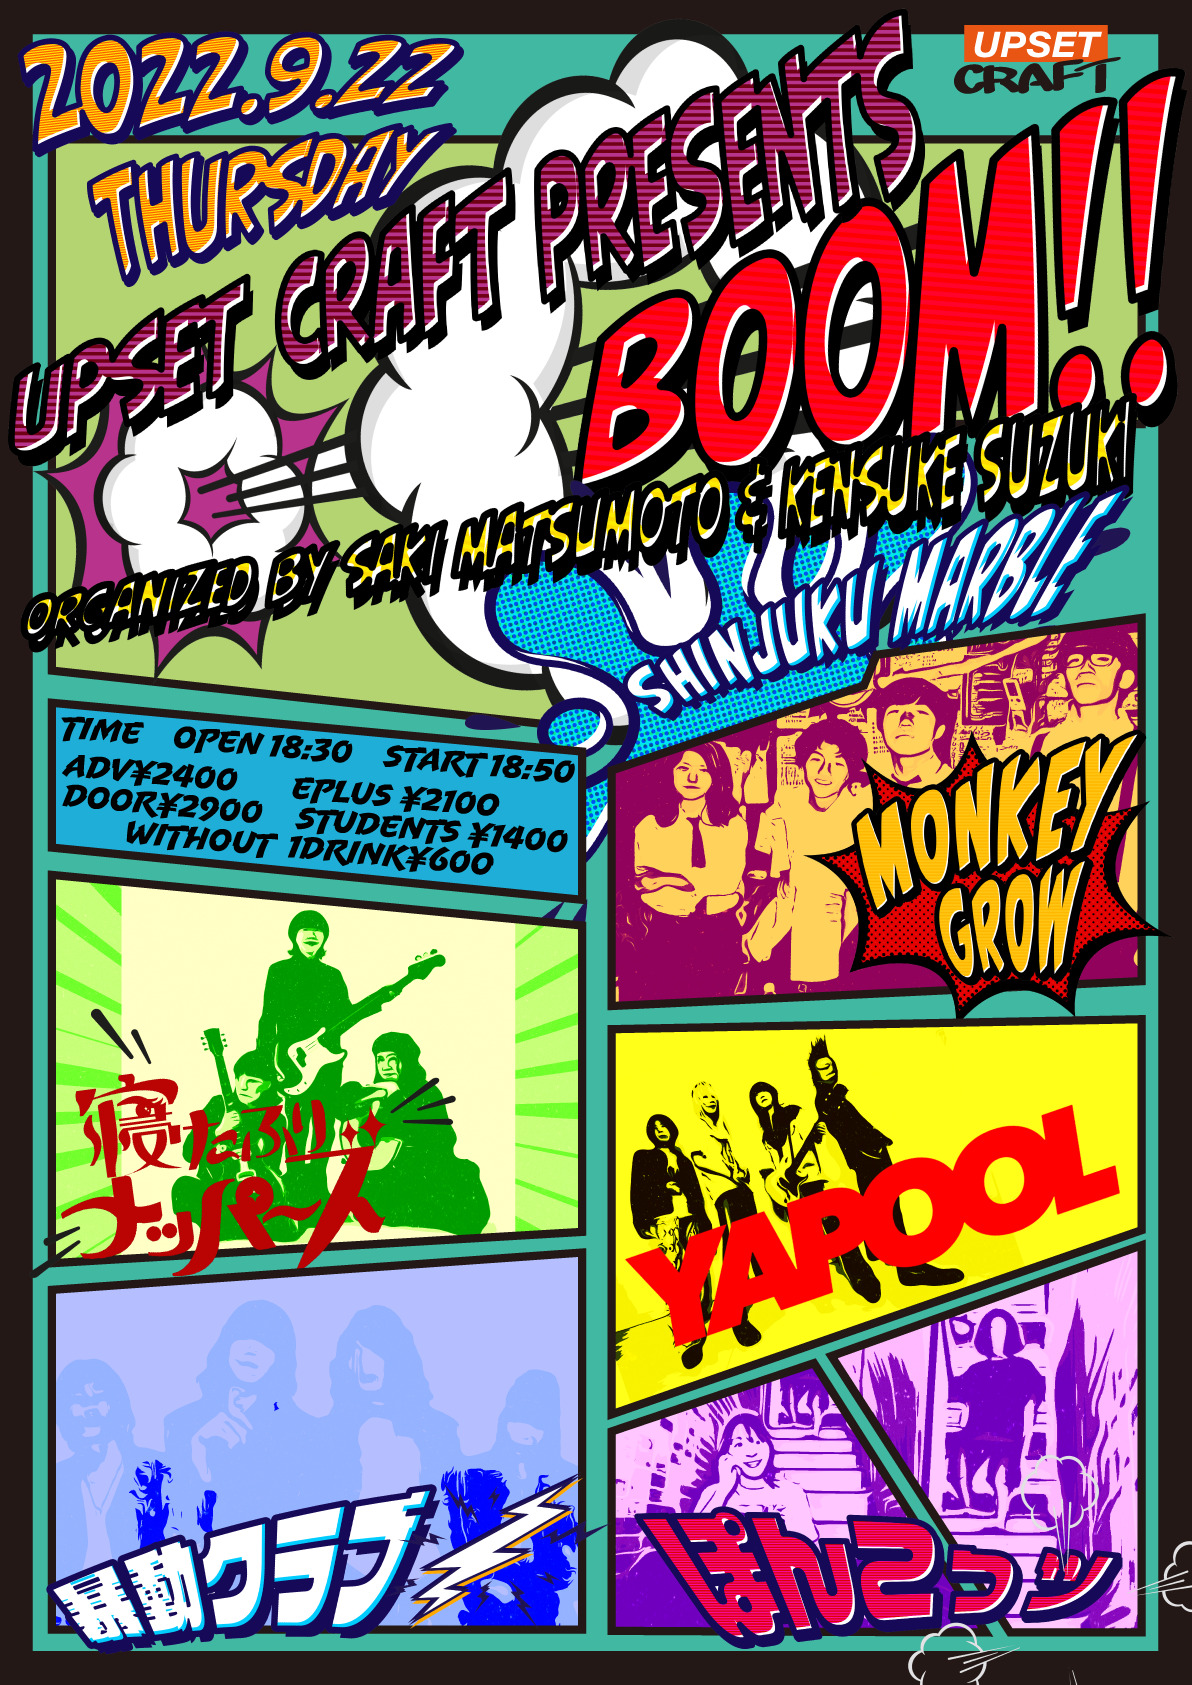 2022.9.22
THURSDAY
UPSET
CRAFT
UPSET CRAFT PRESENTS
BOOM!!
ORGANIZED BY SAKI MATSUMOTO & KENSUKE SUZUKI
SHINJUKU MARBLE
TIME OPEN 18:30 START 18:50
ADV¥2400 EPLUS ¥2100
DOOR¥2900 STUDENTS ¥1400
WITHOUT 1DRINK¥600
MONKEY
GROW
寝たふり
ナッパーズ
YAPOOL
暴動クラブ
ぽんこつッ